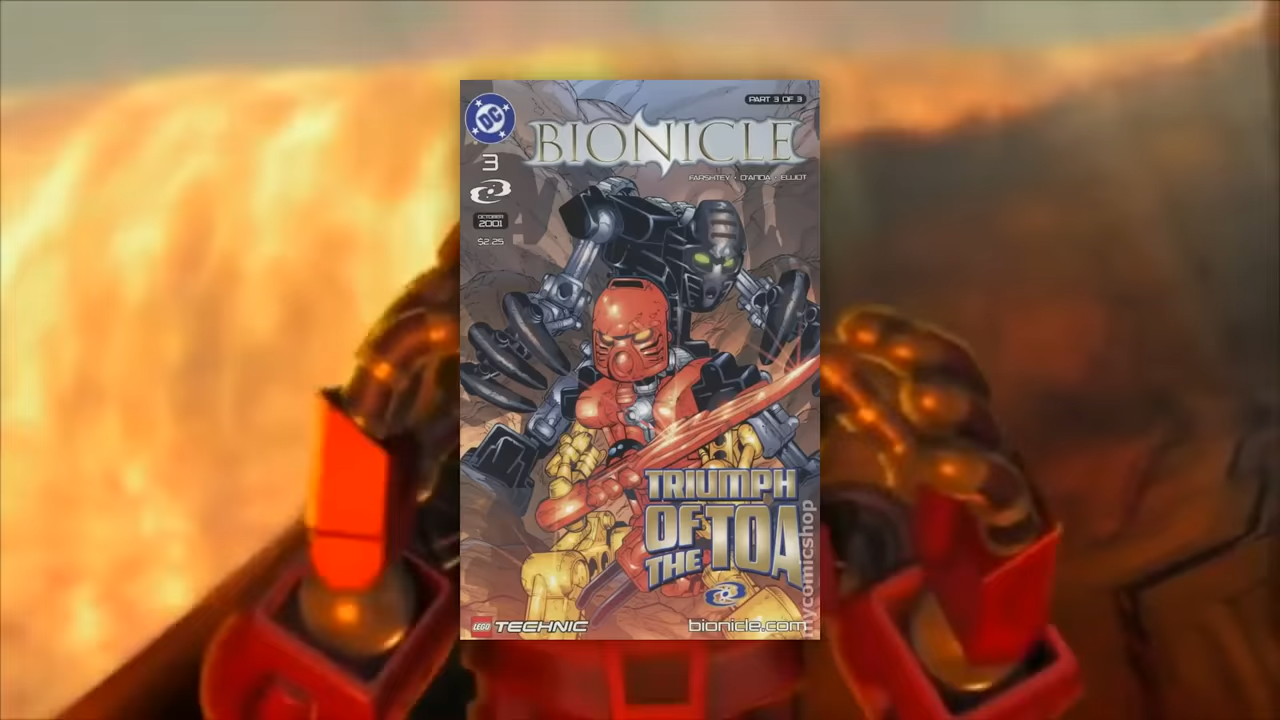 PART 3 OF 3
DC
BIONICLE
3
FARSHTEY • D'ANDA • ELLIOT
OCTOBER
2001
$2.25
TRIUMPH
OF THE TOA
LEGO TECHNIC
bionicle.com
mycomicshop